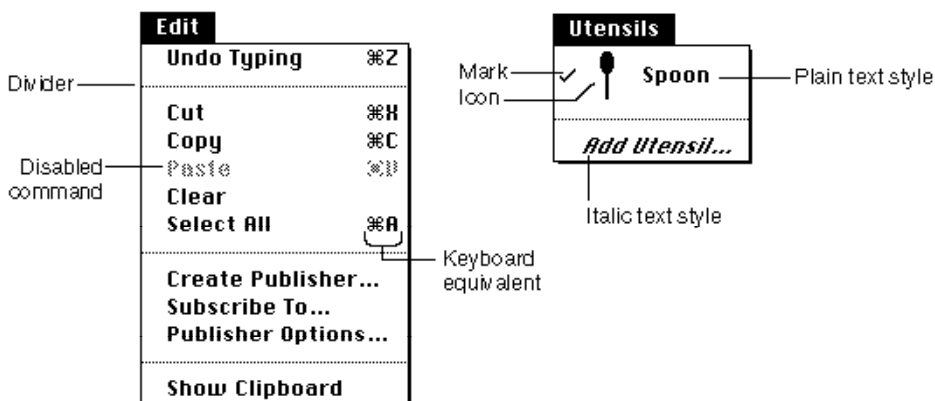 Edit
Undo Typing ⌘Z
Divider
Cut ⌘X
Copy ⌘C
Disabled command
Paste ⌘V
Clear
Select All ⌘A
Keyboard equivalent
Create Publisher...
Subscribe To...
Publisher Options...
Show Clipboard
Utensils
Mark
Icon
Spoon
Plain text style
Add Utensil...
Italic text style